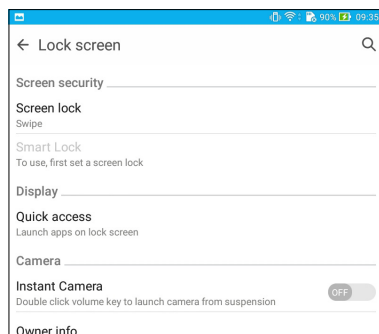 90% 09:35
Lock screen
Screen security
Screen lock
Swipe
Smart Lock
To use, first set a screen lock
Display
Quick access
Launch apps on lock screen
Camera
Instant Camera
OFF
Double click volume key to launch camera from suspension
Owner info